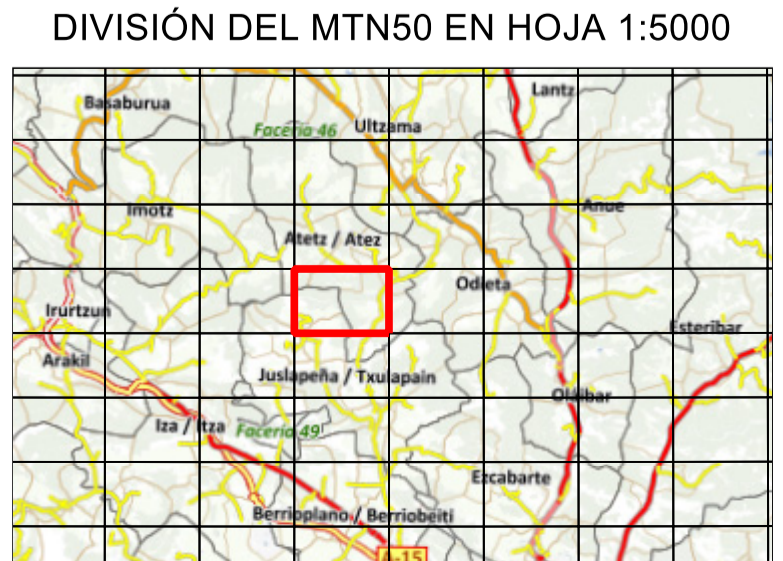 DIVISIÓN DEL MTN50 EN HOJA 1:5000
Lantz
Basaburua
Facería 46
Ultzama
Imotz
Anue
Atetz / Atez
Odieta
Irurtzun
Esteribar
Arakil
Juslapeña / Txulapain
Oláibar
Iza / Itza
Facería 49
Ezcabarte
Berrioplano / Berriobeiti
A-15